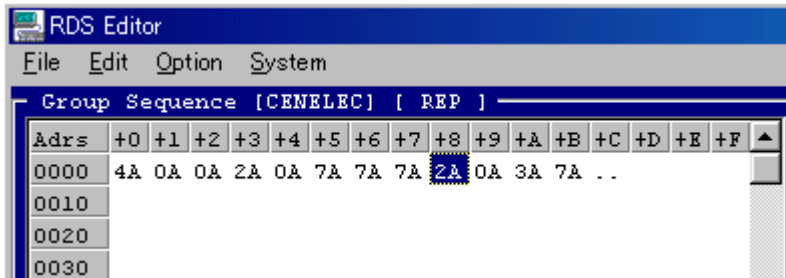 RDS Editor
File Edit Option System
Group Sequence [CENELEC] [ REP ]
Adrs +0 +1 +2 +3 +4 +5 +6 +7 +8 +9 +A +B +C +D +E +F
0000 4A 0A 0A 2A 0A 7A 7A 7A 2A 0A 3A 7A ..
0010
0020
0030